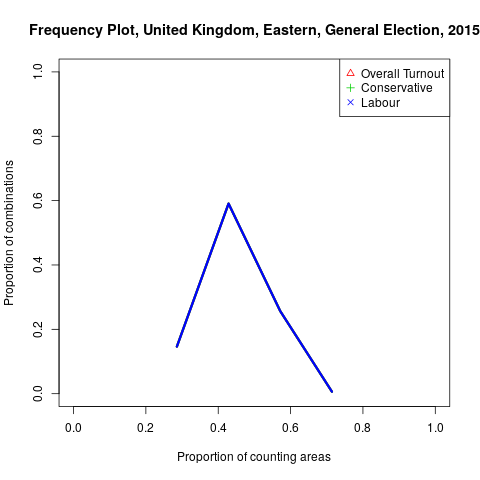 Frequency Plot, United Kingdom, Eastern, General Election, 2015
Overall Turnout
Conservative
Labour
Proportion of combinations
1.0
0.8
0.6
0.4
0.2
0.0
0.0 0.2 0.4 0.6 0.8 1.0
Proportion of counting areas